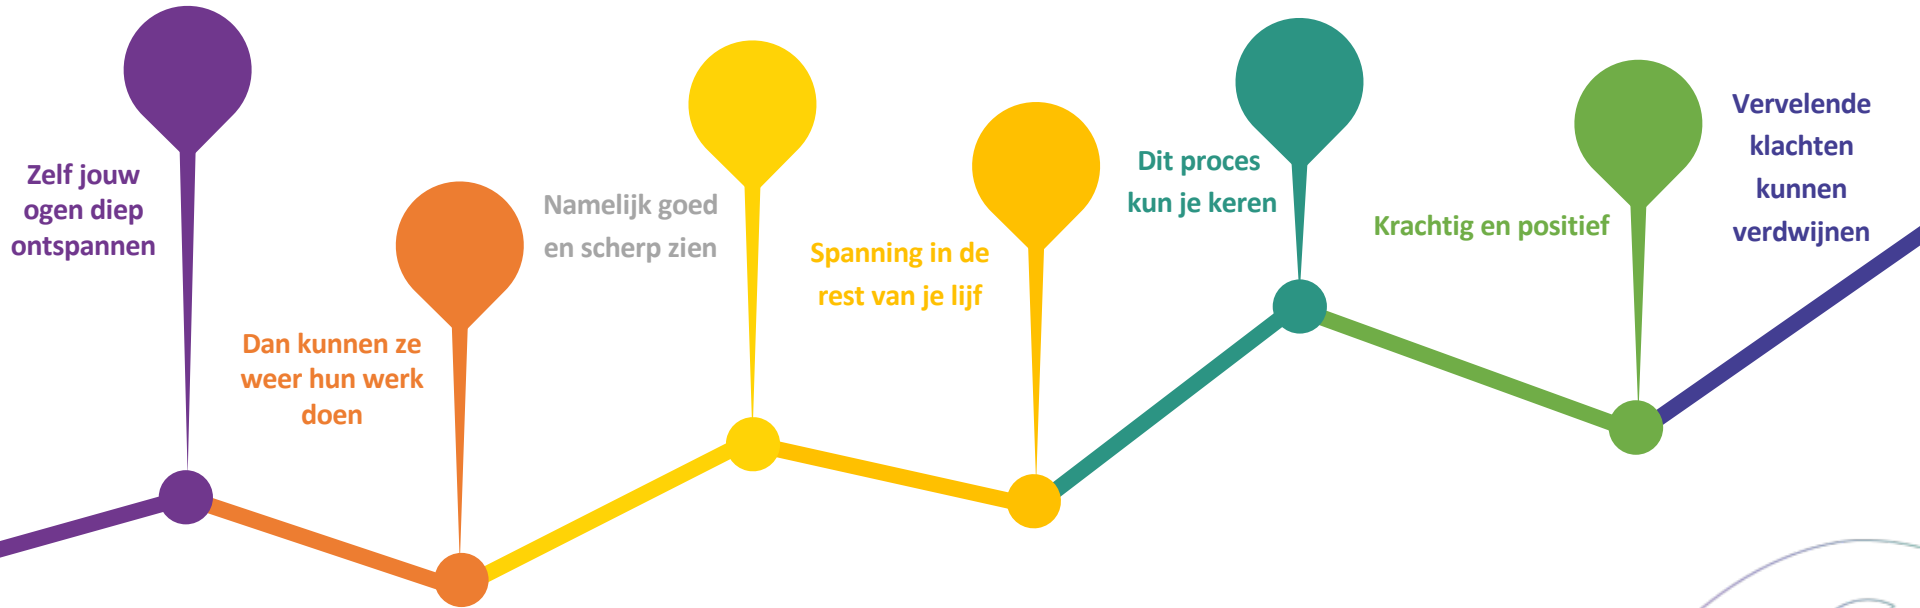 Zelf jouw
ogen diep
ontspannen
Dan kunnen ze
weer hun werk
doen
Namelijk goed
en scherp zien
Spanning in de
rest van je lijf
Dit proces
kun je keren
Krachtig en positief
Vervelende
klachten
kunnen
verdwijnen